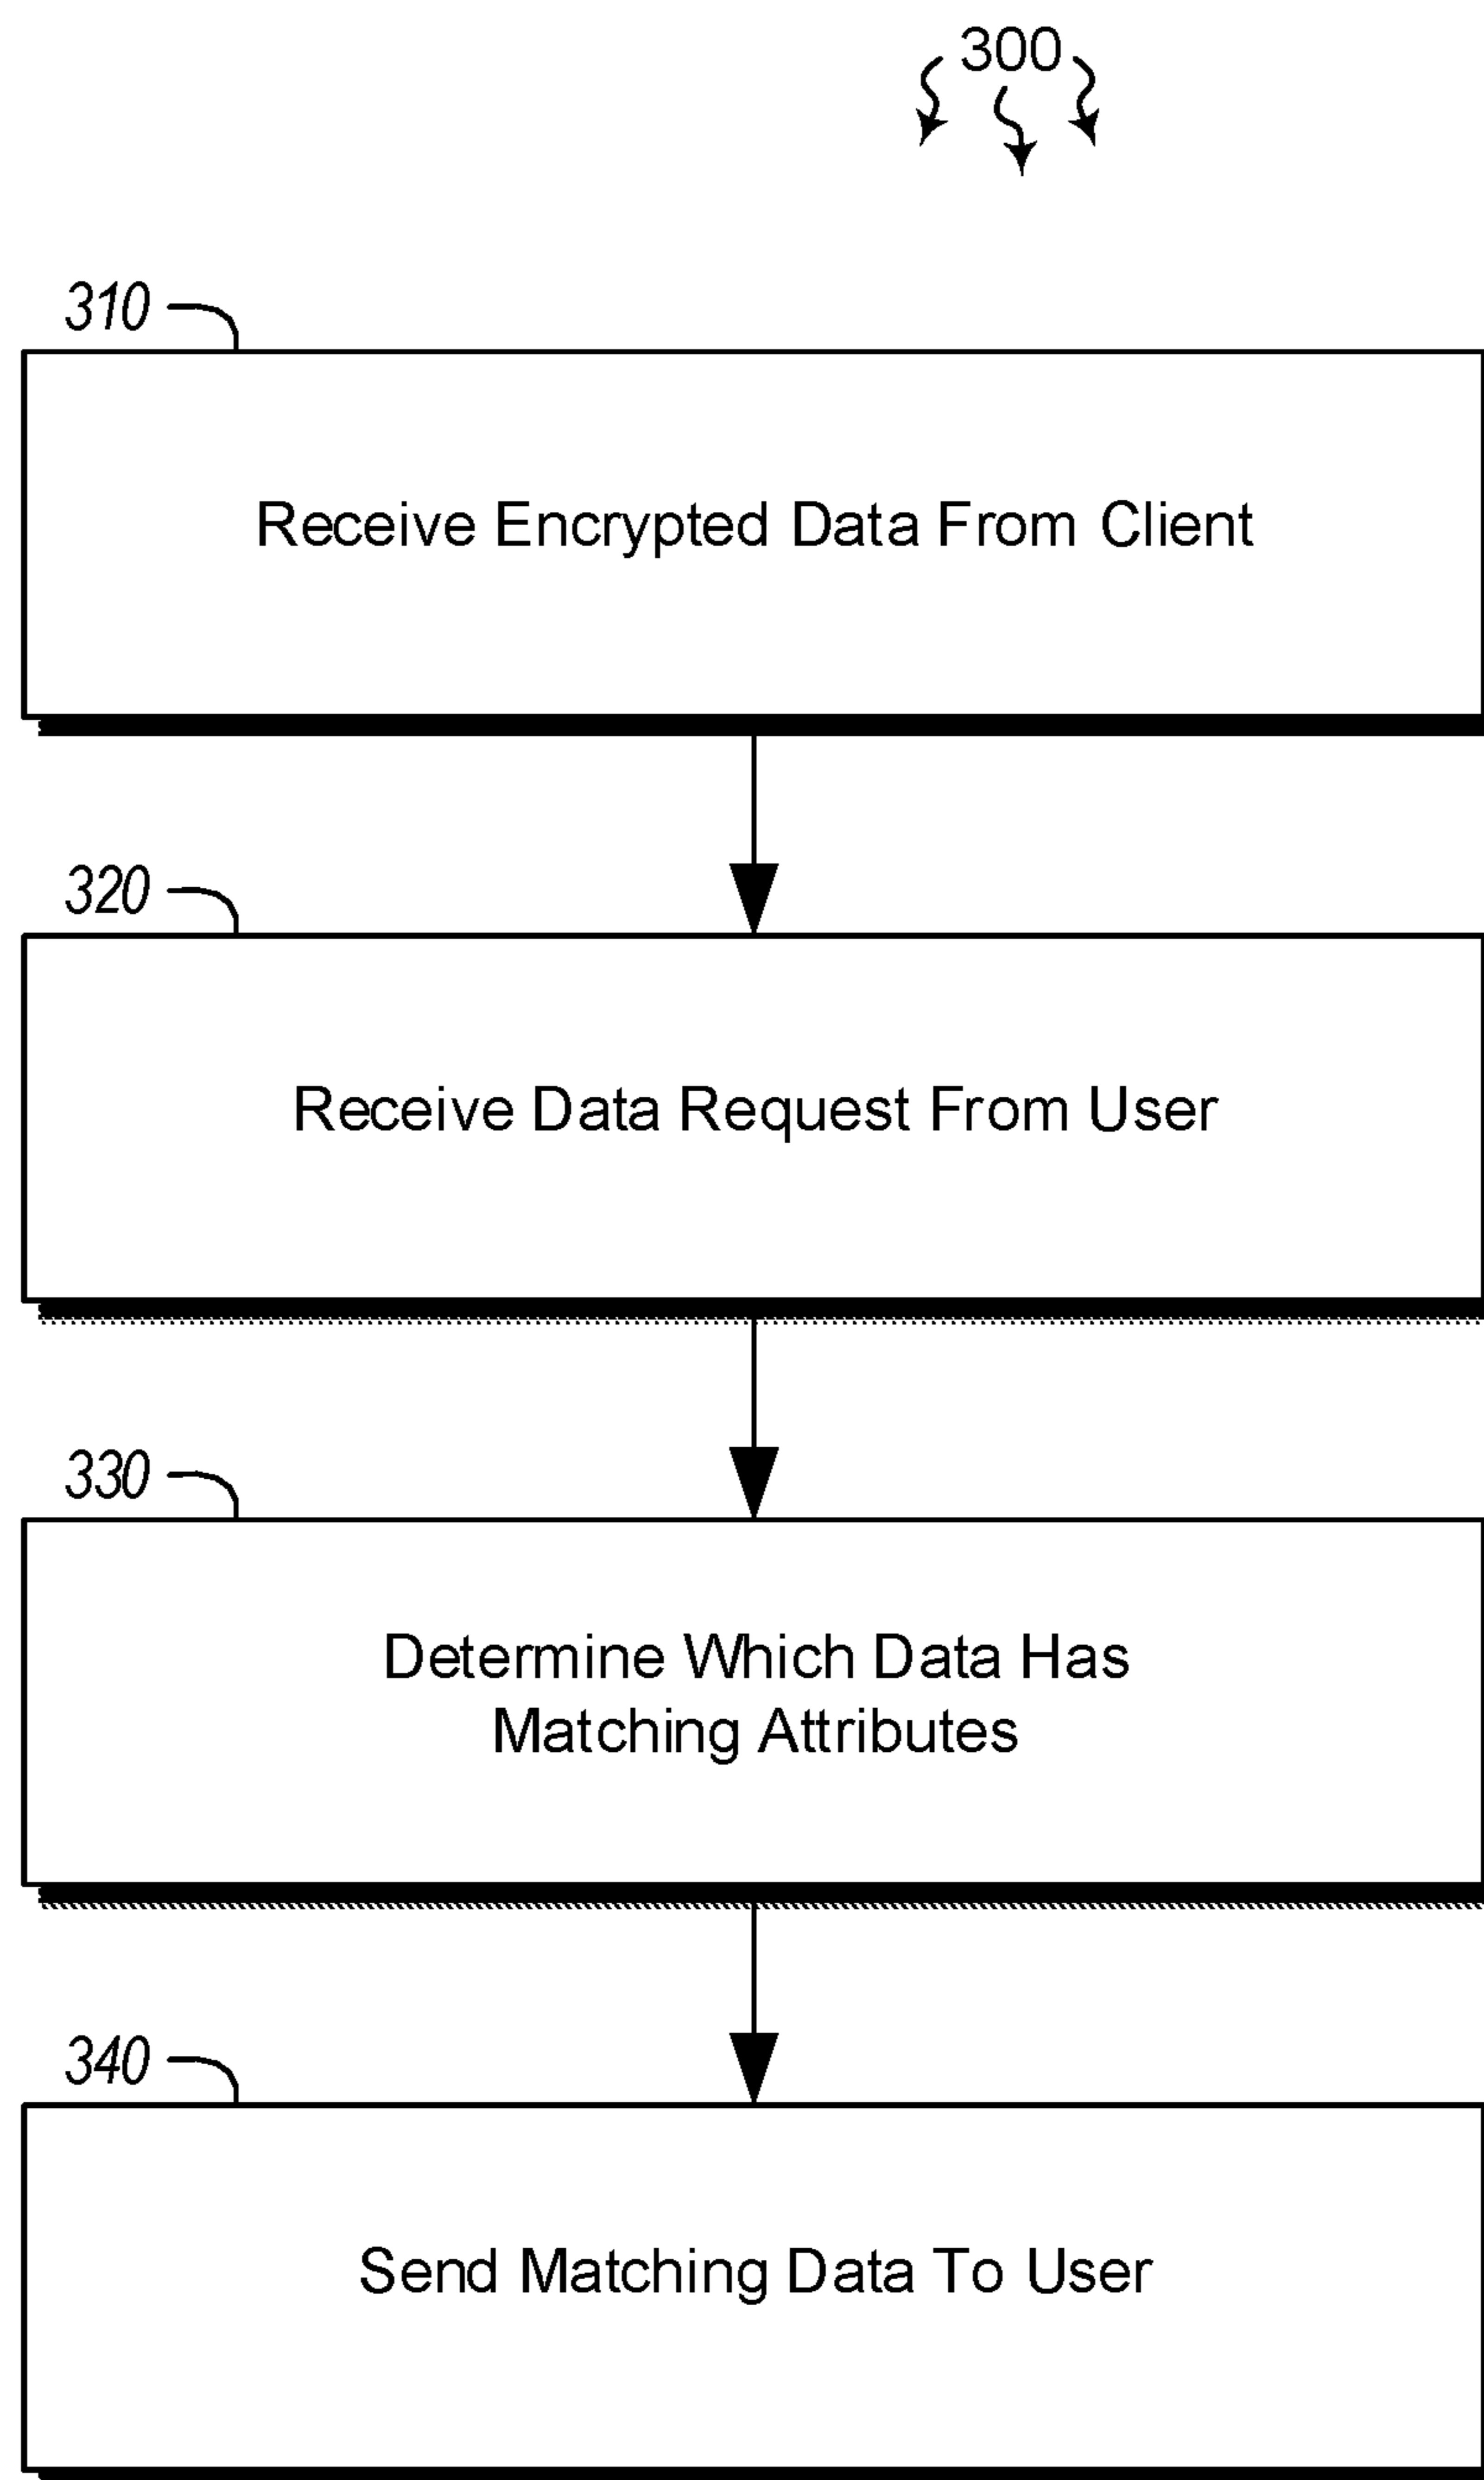 300
310
Receive Encrypted Data From Client
320
Receive Data Request From User
330
Determine Which Data Has
Matching Attributes
340
Send Matching Data To User